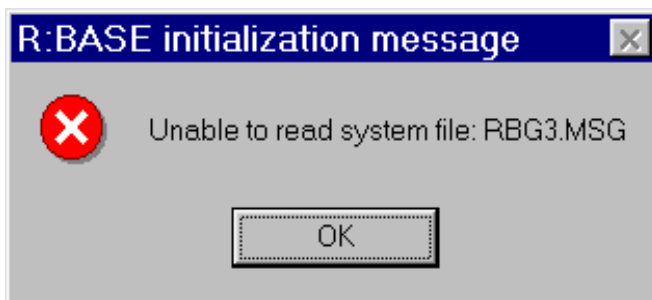 R:BASE initialization message
Unable to read system file: RBG3.MSG
OK